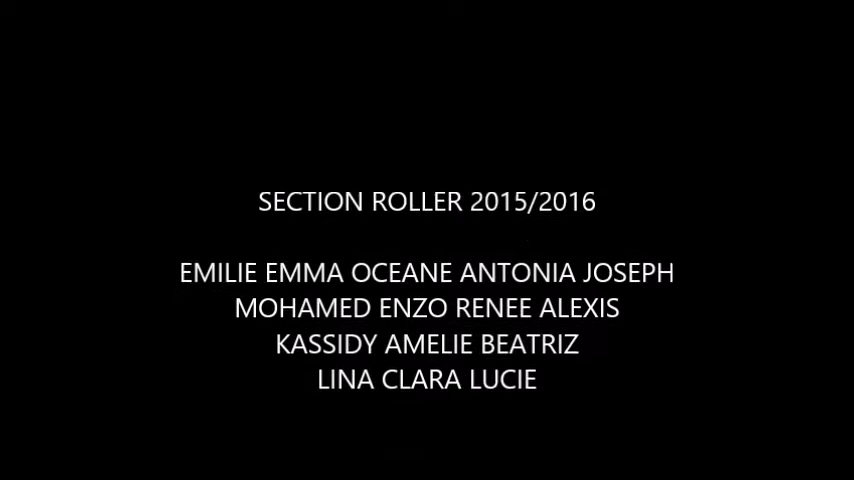 SECTION ROLLER 2015/2016
EMILIE EMMA OCEANE ANTONIA JOSEPH
MOHAMED ENZO RENEE ALEXIS
KASSIDY AMELIE BEATRIZ
LINA CLARA LUCIE